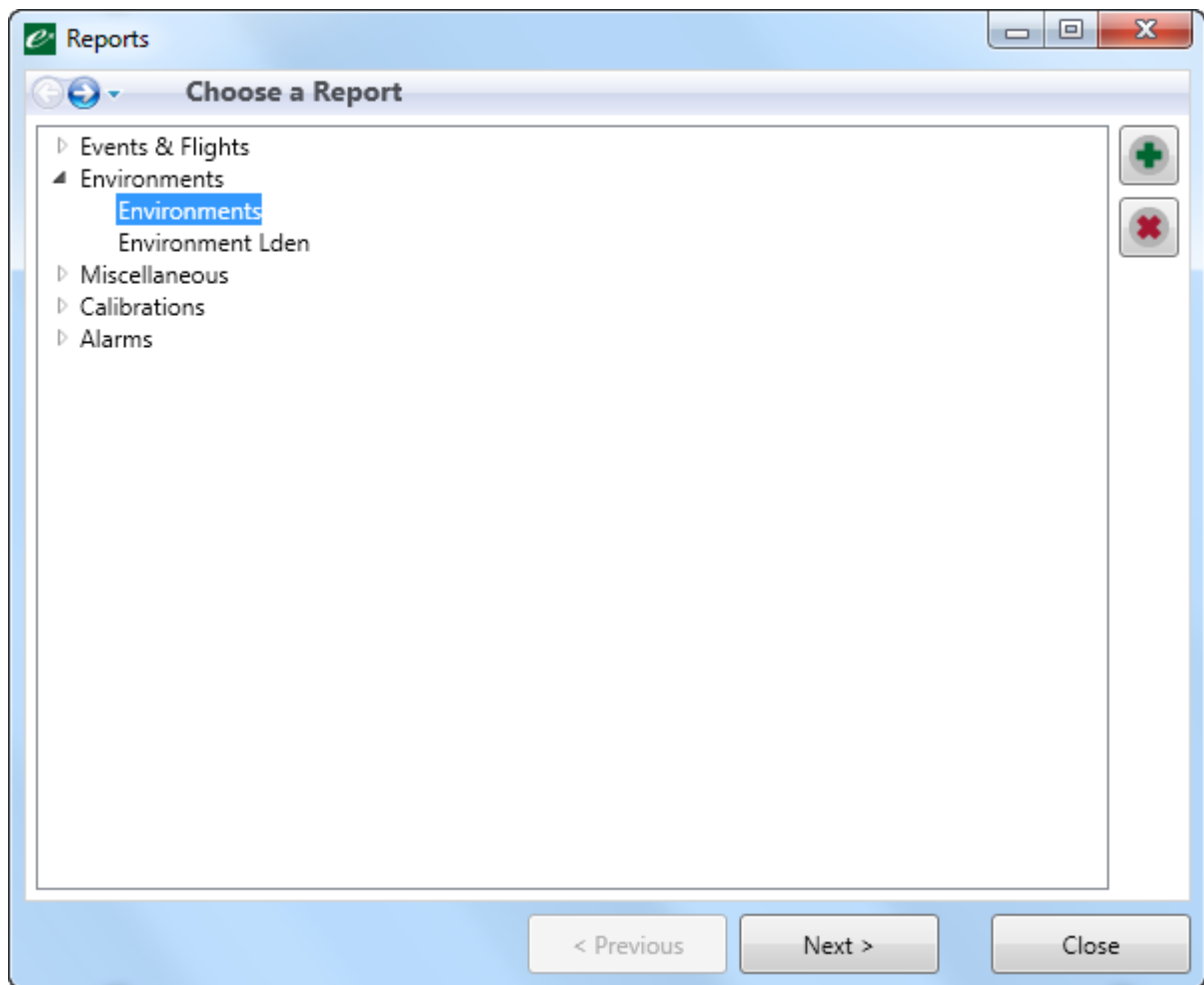 Reports
Choose a Report
Events & Flights
Environments
Environments
Environment Lden
Miscellaneous
Calibrations
Alarms
< Previous
Next >
Close